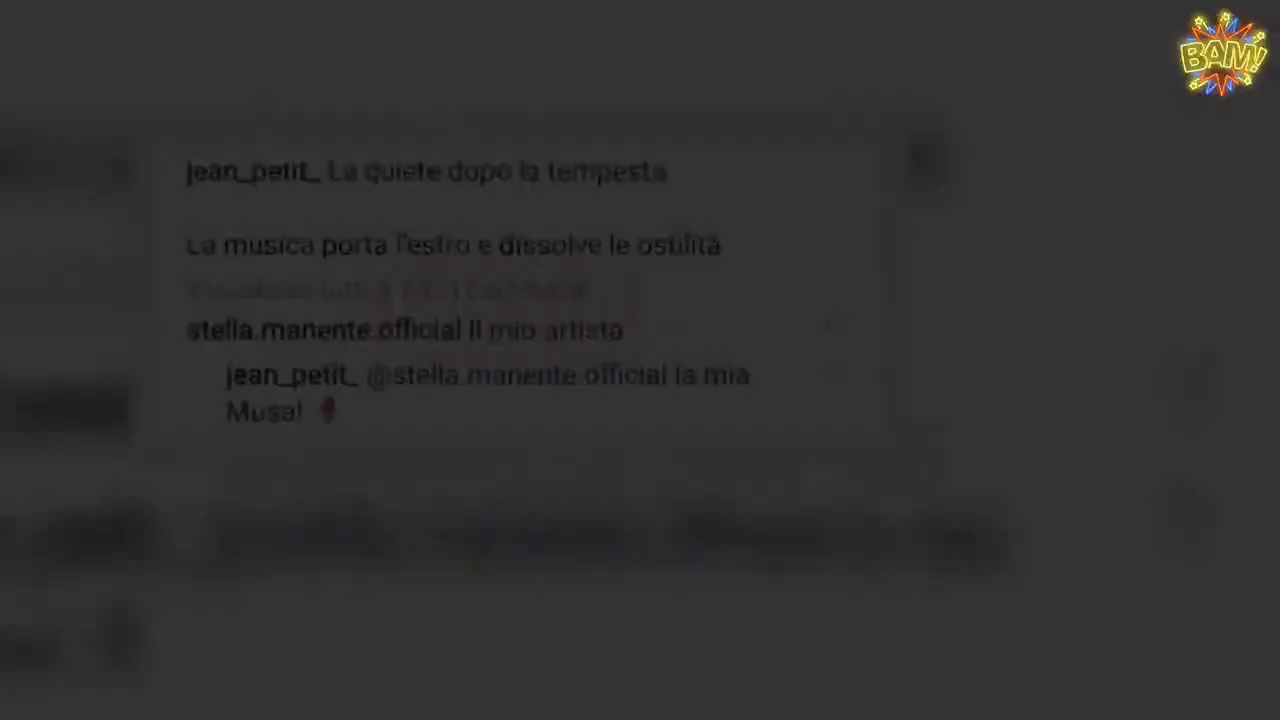 BAM!
jean_petit_ La quiete dopo la tempesta
La musica porta l'estro e dissolve le ostilità
stella.manente.official Il mio artista
jean_petit_ @stella.manente.official la mia
Musa!